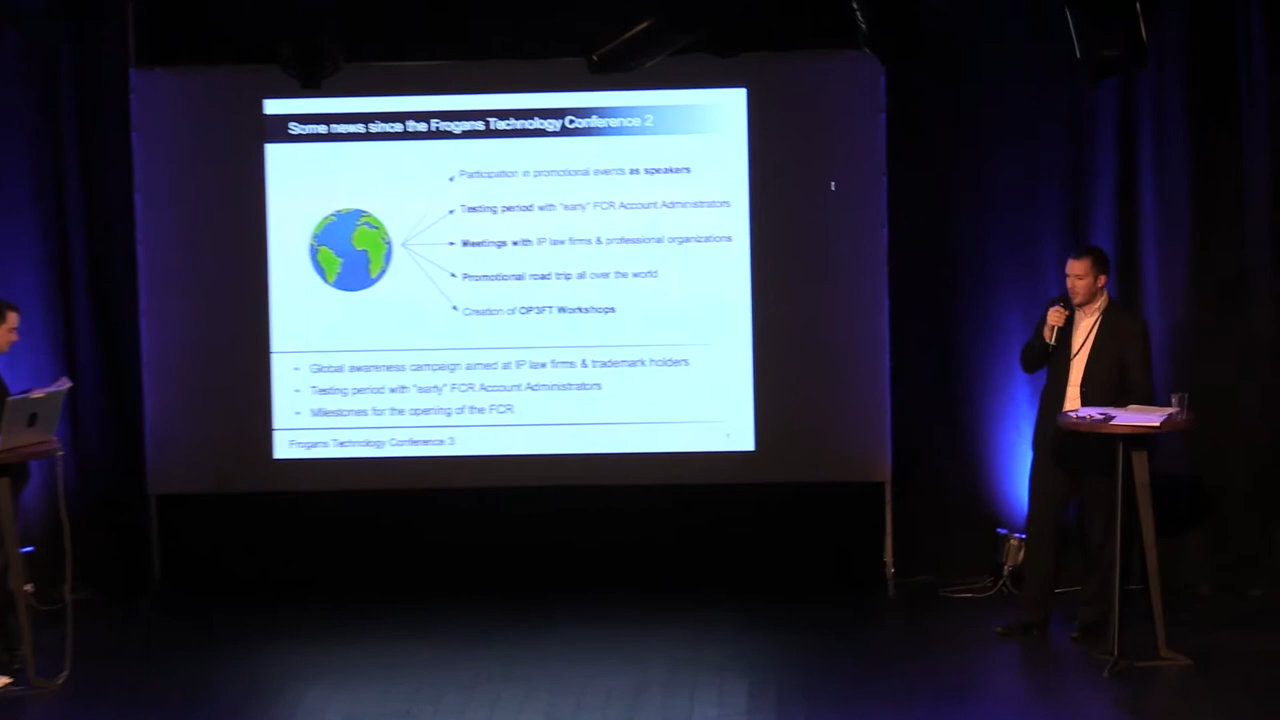 Some news since the Frogans Technology Conference 2
Participation in promotional events as speakers
Testing period with "early" FCR Account Administrators
Meetings with IP law firms & professional organizations
Promotional road trip all over the world
Creation of OP3FT Workshops
- Global awareness campaign aimed at IP law firms & trademark holders
- Testing period with "early" FCR Account Administrators
- Milestones for the opening of the FCR
Frogans Technology Conference 3